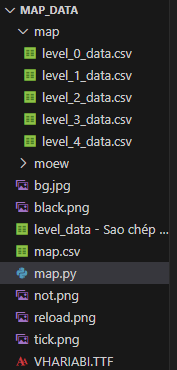 MAP_DATA
map
level_0_data.csv
level_1_data.csv
level_2_data.csv
level_3_data.csv
level_4_data.csv
moew
bg.jpg
black.png
level_data - Sao chép ...
map.csv
map.py
not.png
reload.png
tick.png
VHARIABI.TTF